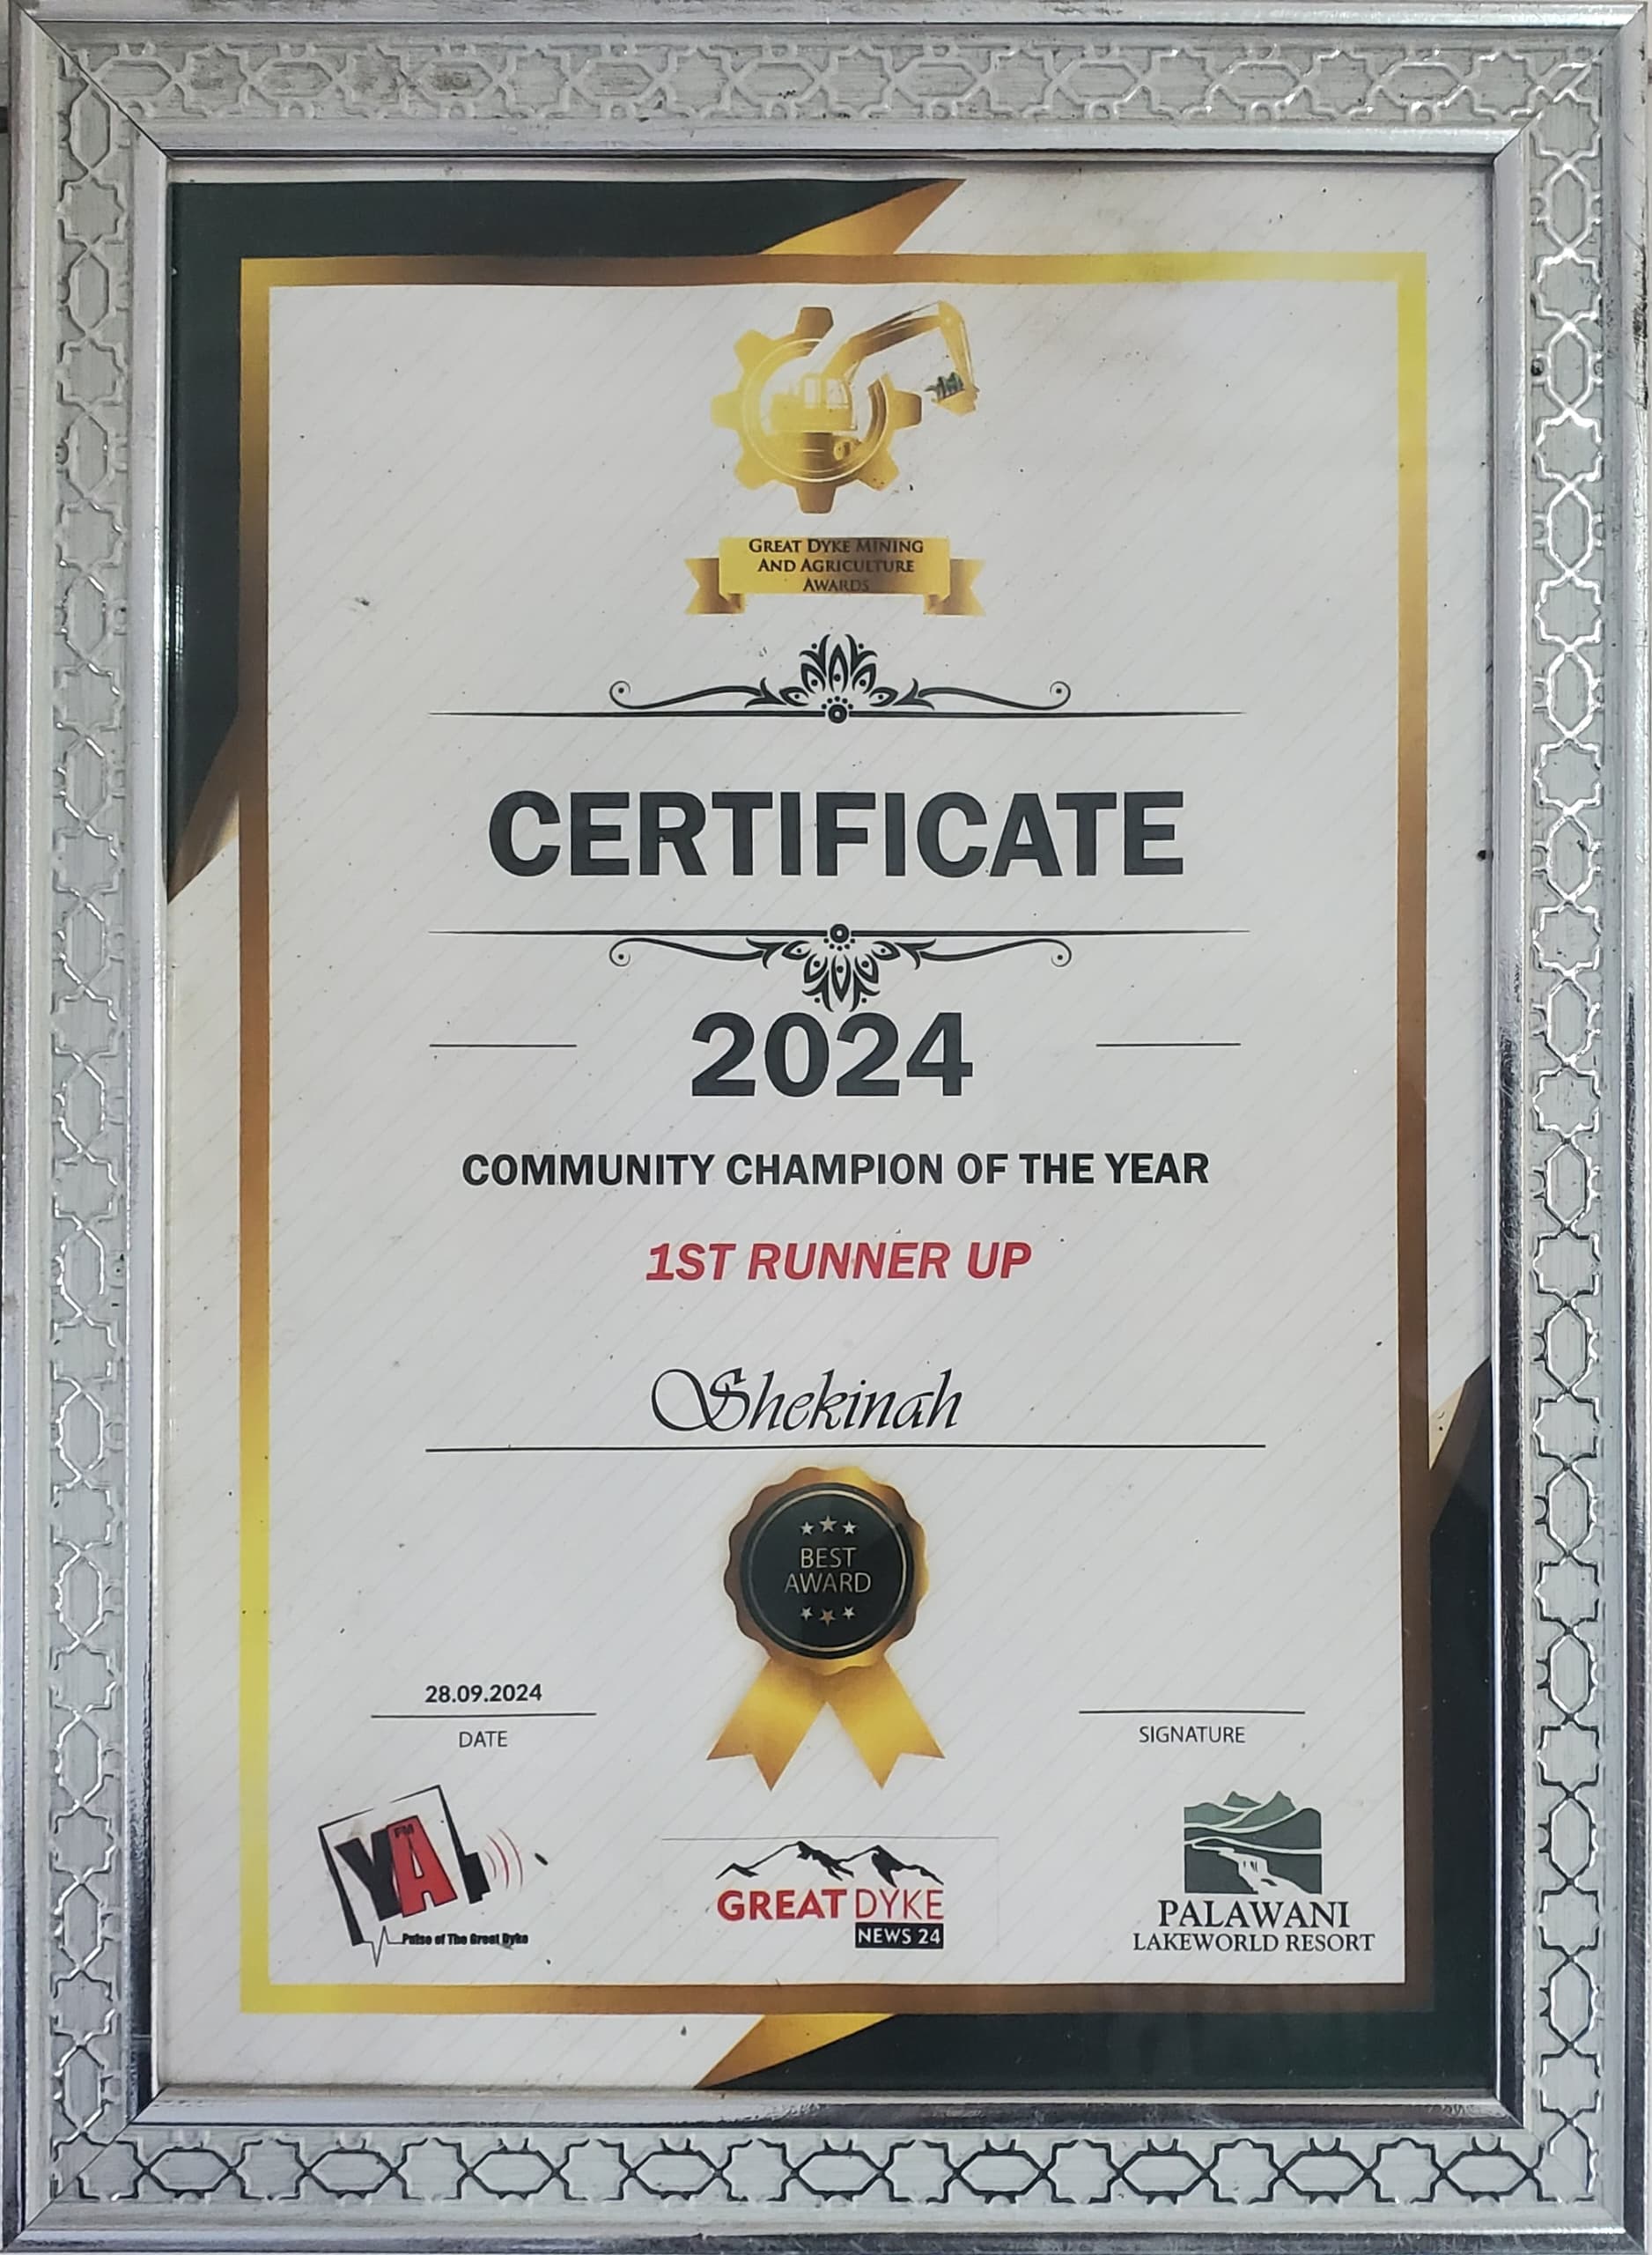 GREAT DYKE MINING
AND AGRICULTURE
AWARDS
CERTIFICATE
2024
COMMUNITY CHAMPION OF THE YEAR
1ST RUNNER UP
Shekinah
BEST
AWARD
28.09.2024
DATE
SIGNATURE
YA FM
Pulse of The Great Dyke
GREAT DYKE
NEWS 24
PALAWANI
LAKEWORLD RESORT